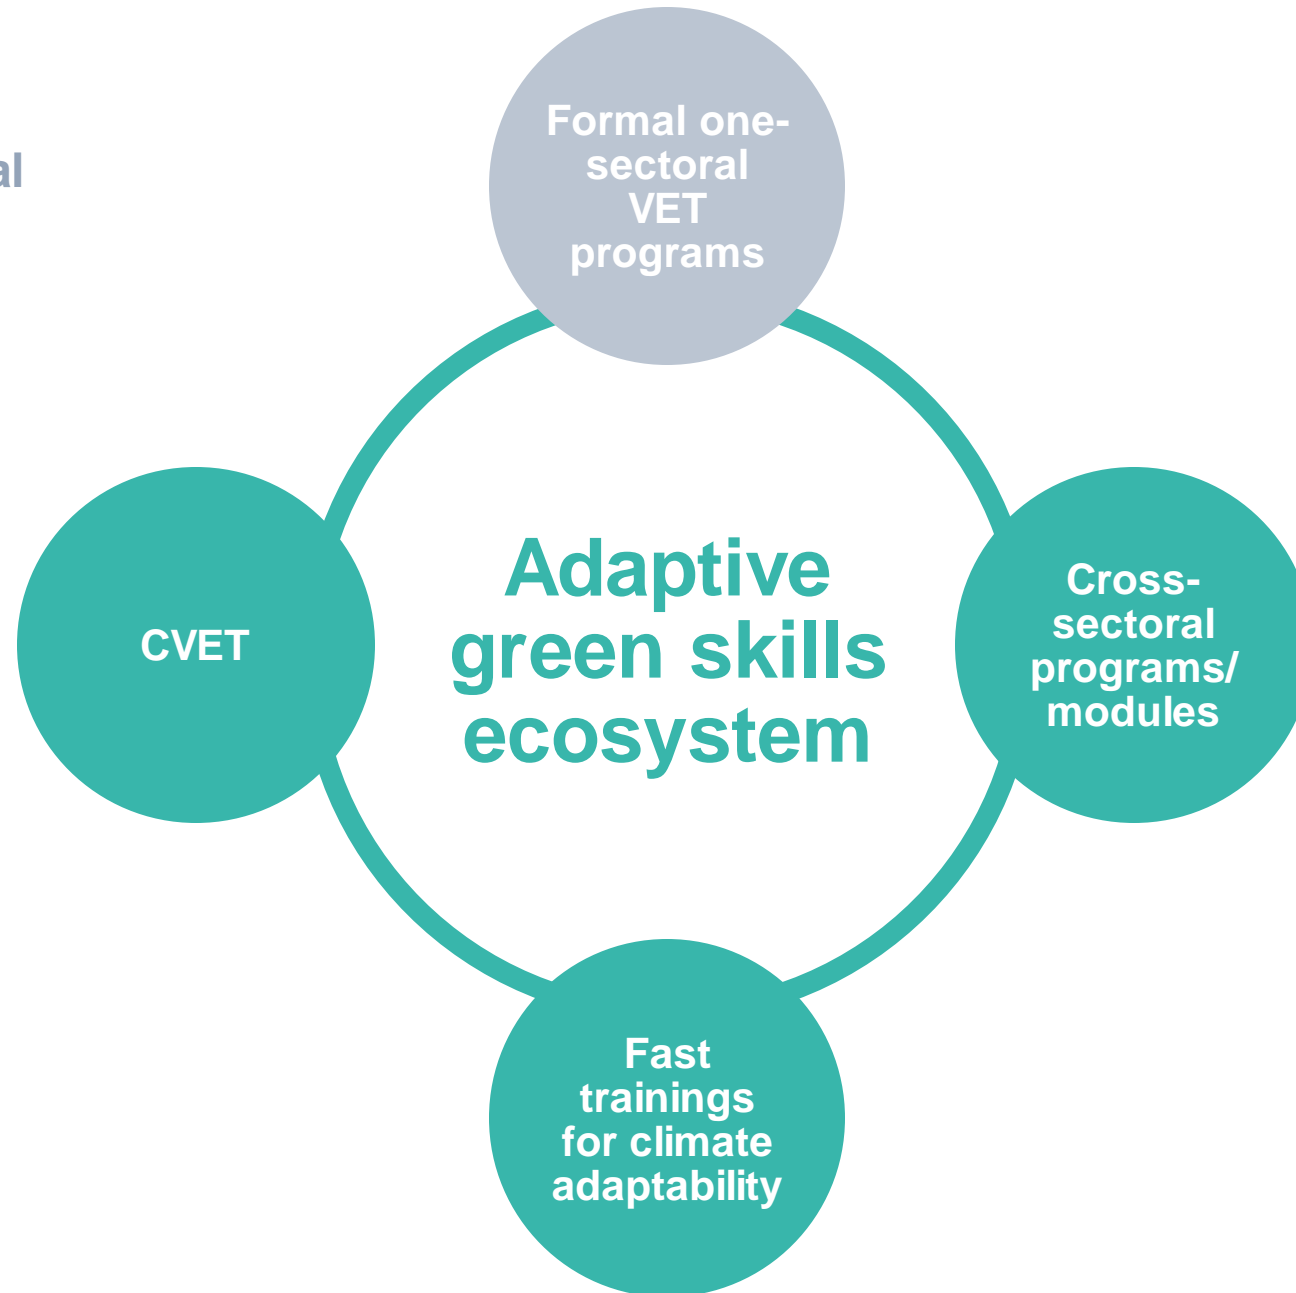 Formal one-
sectoral
VET
programs
al
Adaptive
green skills
ecosystem
CVET
Cross-
sectoral
programs/
modules
Fast
trainings
for climate
adaptability